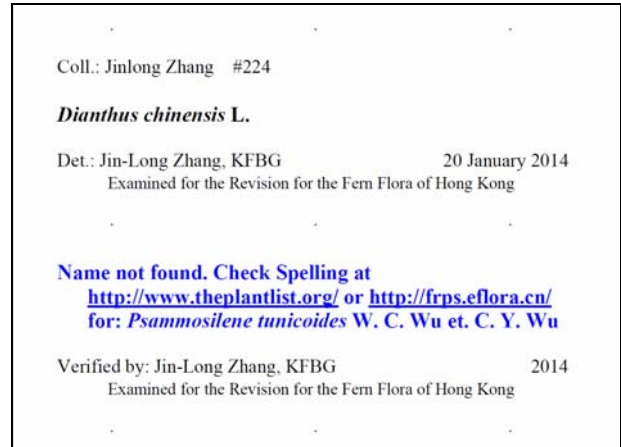 Coll.: Jinlong Zhang #224
Dianthus chinensis L.
Det.: Jin-Long Zhang, KFBG 20 January 2014
Examined for the Revision for the Fern Flora of Hong Kong
Name not found. Check Spelling at
http://www.theplantlist.org/ or http://frps.eflora.cn/
for: Psammosilene tunicoides W. C. Wu et. C. Y. Wu
Verified by: Jin-Long Zhang, KFBG 2014
Examined for the Revision for the Fern Flora of Hong Kong